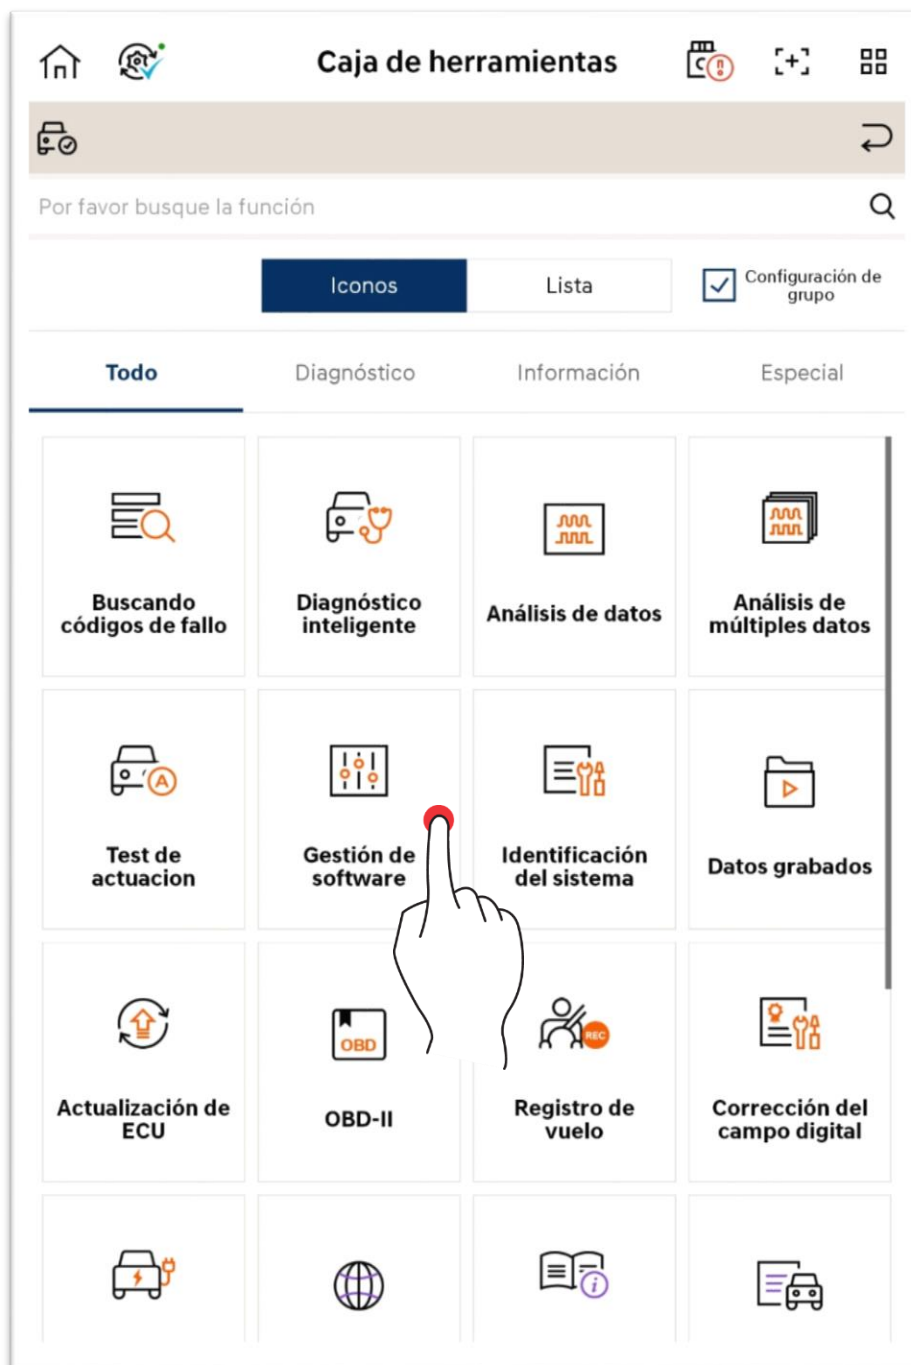 Caja de herramientas
Por favor busque la función
Iconos
Lista
Configuración de
grupo
Todo
Diagnóstico
Información
Especial
Buscando
códigos de fallo
Diagnóstico
inteligente
Análisis de datos
Análisis de
múltiples datos
A
Test de
actuacion
Gestión de
software
Identificación
del sistema
Datos grabados
Actualización de
ECU
OBD
OBD-II
REC
Registro de
vuelo
Corrección del
campo digital
i